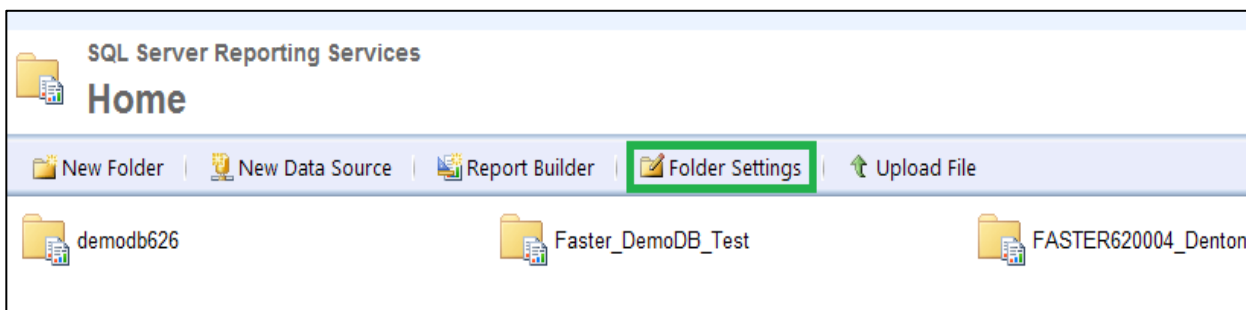 SQL Server Reporting Services
Home
New Folder New Data Source Report Builder Folder Settings Upload File
demodb626 Faster_DemoDB_Test FASTER620004_Denton